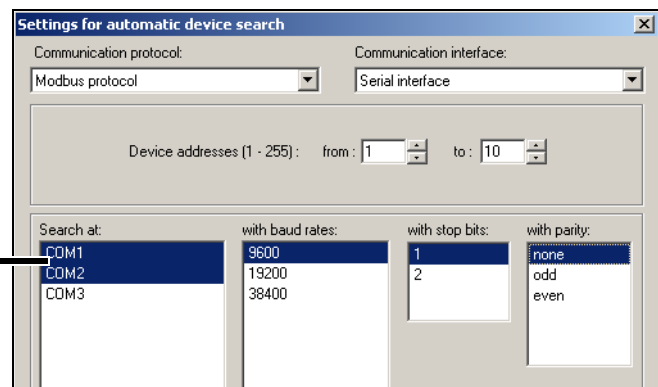 Settings for automatic device search
Communication protocol: Communication interface:
Modbus protocol Serial interface
Device addresses (1 - 255) : from : 1 to : 10
Search at: with baud rates: with stop bits: with parity:
COM1 9600 1 none
COM2 19200 2 odd
COM3 38400 even